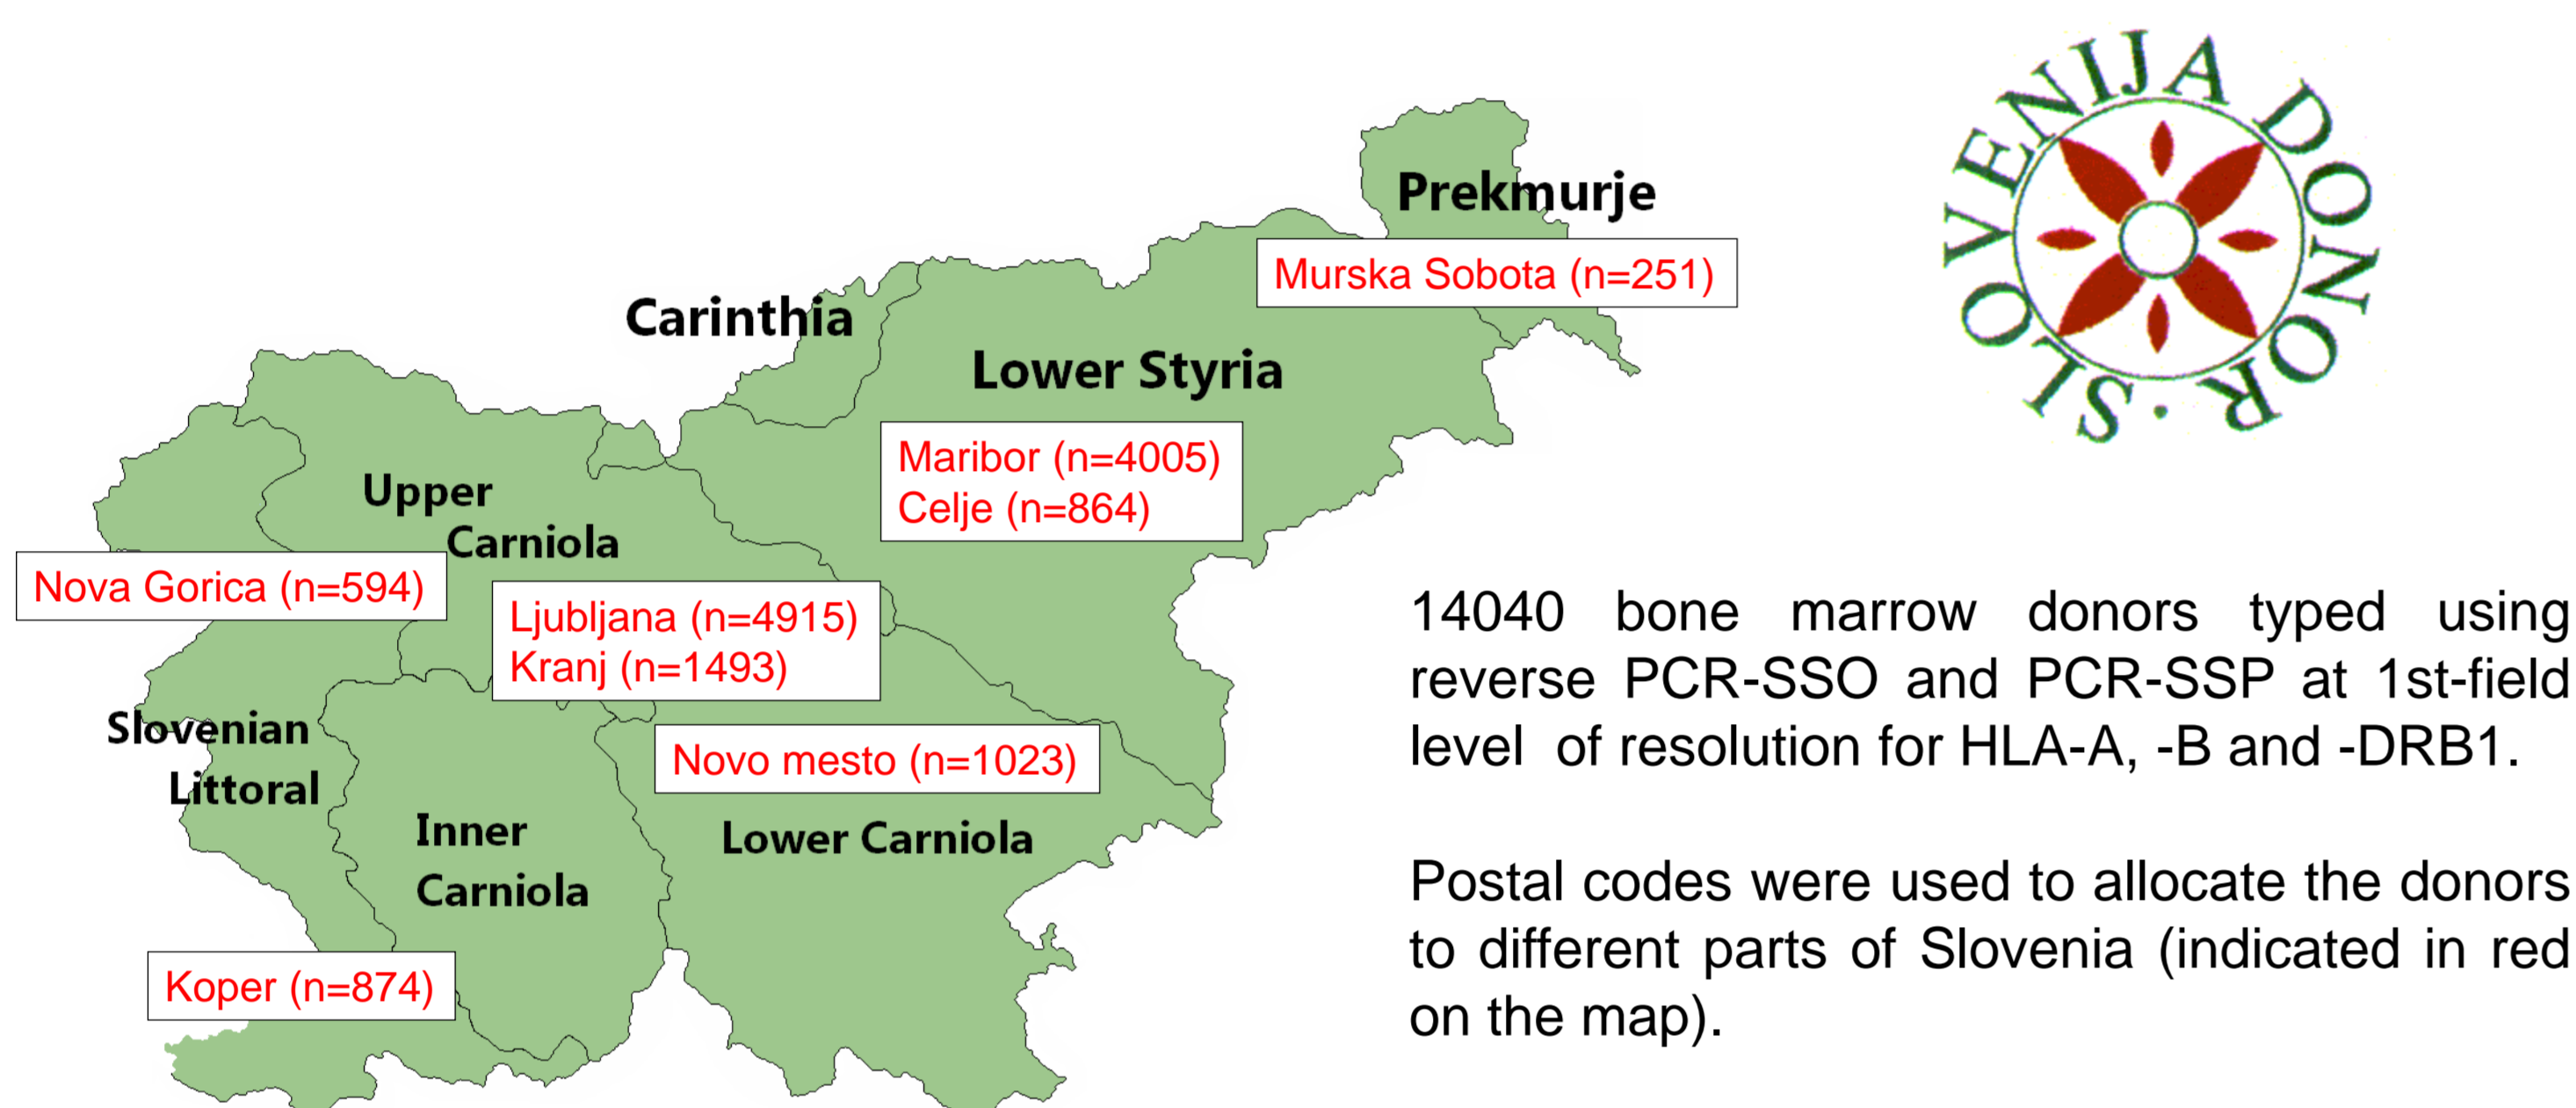 SLOVENIJA DONOR ·
Prekmurje
Murska Sobota (n=251)
Carinthia
Lower Styria
Maribor (n=4005)
Celje (n=864)
Upper
Carniola
Nova Gorica (n=594)
Ljubljana (n=4915)
Kranj (n=1493)
Slovenian
Littoral
Novo mesto (n=1023)
Inner
Carniola
Lower Carniola
Koper (n=874)
14040 bone marrow donors typed using
reverse PCR-SSO and PCR-SSP at 1st-field
level of resolution for HLA-A, -B and -DRB1.
Postal codes were used to allocate the donors
to different parts of Slovenia (indicated in red
on the map).